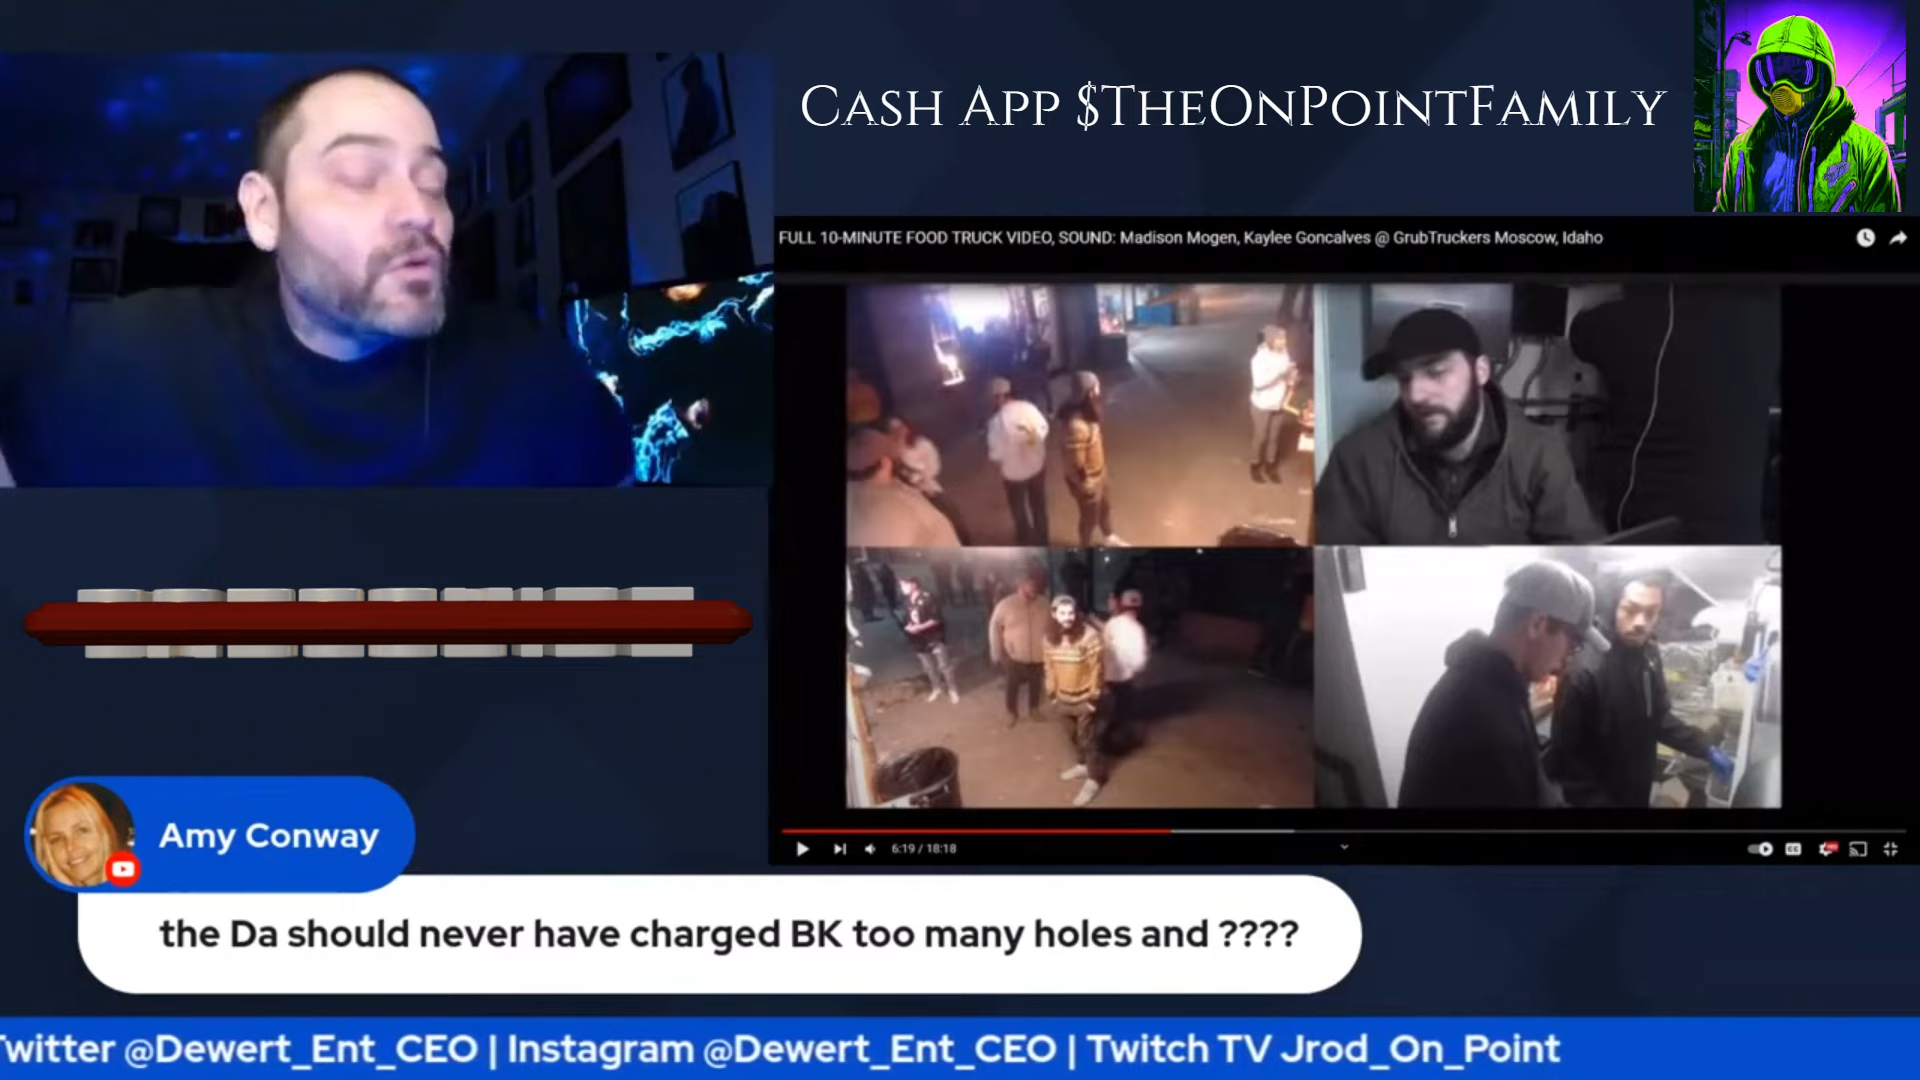 Cash App $TheOnPointFamily
FULL 10-MINUTE FOOD TRUCK VIDEO, SOUND: Madison Mogen, Kaylee Goncalves @ GrubTruckers Moscow, Idaho
6:19 / 18:18
Amy Conway
the Da should never have charged BK too many holes and ????
Twitter @Dewert_Ent_CEO | Instagram @Dewert_Ent_CEO | Twitch TV Jrod_On_Point